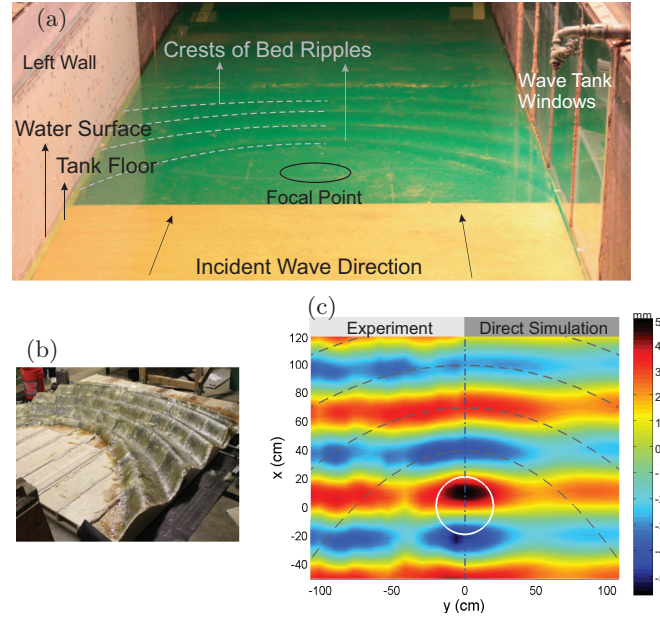 (a)
Left Wall
Crests of Bed Ripples
Wave Tank
Windows
Water Surface
Tank Floor
Focal Point
Incident Wave Direction
(b)
(c)
Experiment Direct Simulation
mm
120
100
80
60
40
20
0
-20
-40
x (cm)
-100 -50 0 50 100
y (cm)
5
4
3
2
1
0